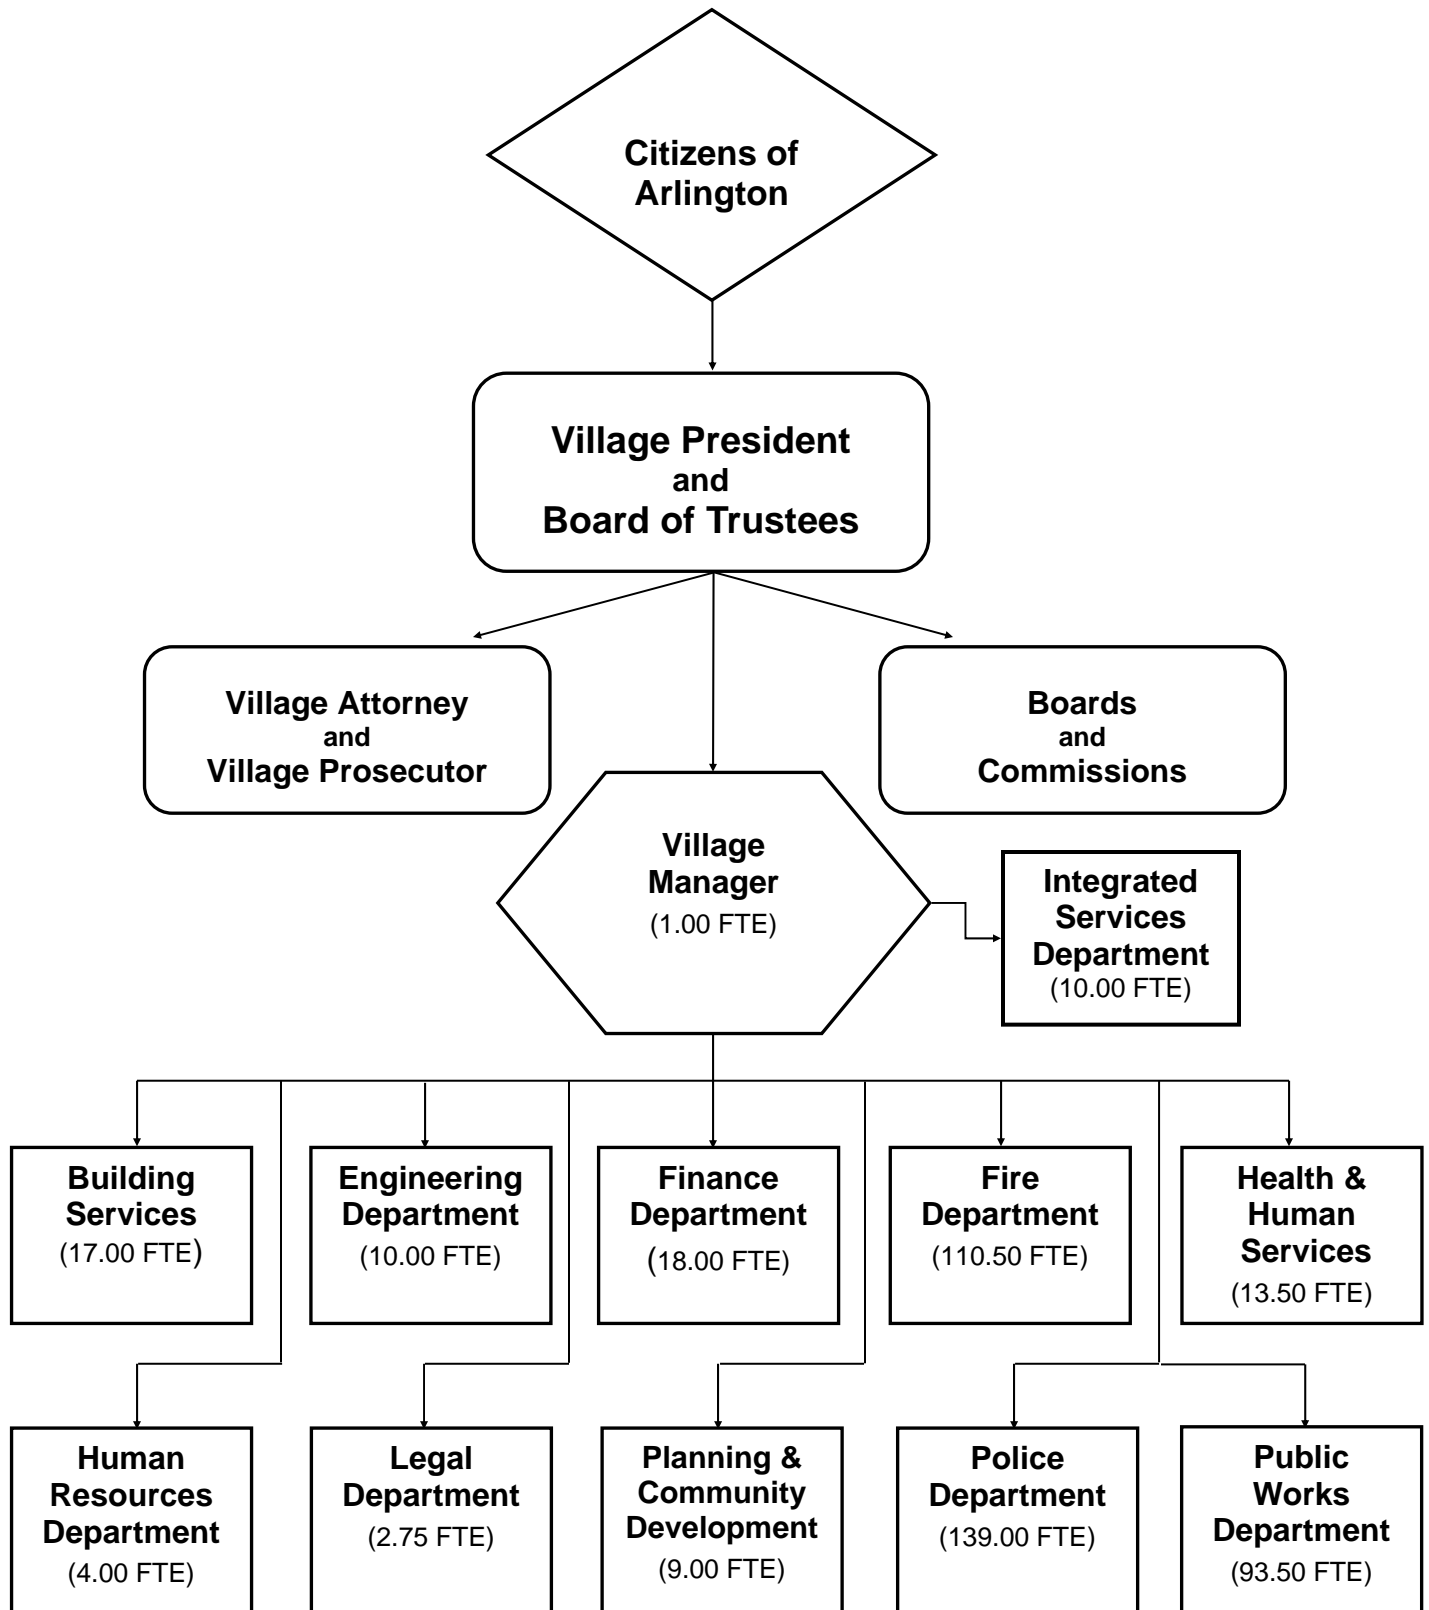 Citizens of
Arlington
Village President
and
Board of Trustees
Village Attorney
and
Village Prosecutor
Boards
and
Commissions
Village
Manager
(1.00 FTE)
Integrated
Services
Department
(10.00 FTE)
Building
Services
(17.00 FTE)
Engineering
Department
(10.00 FTE)
Finance
Department
(18.00 FTE)
Fire
Department
(110.50 FTE)
Health &
Human
Services
(13.50 FTE)
Human
Resources
Department
(4.00 FTE)
Legal
Department
(2.75 FTE)
Planning &
Community
Development
(9.00 FTE)
Police
Department
(139.00 FTE)
Public
Works
Department
(93.50 FTE)